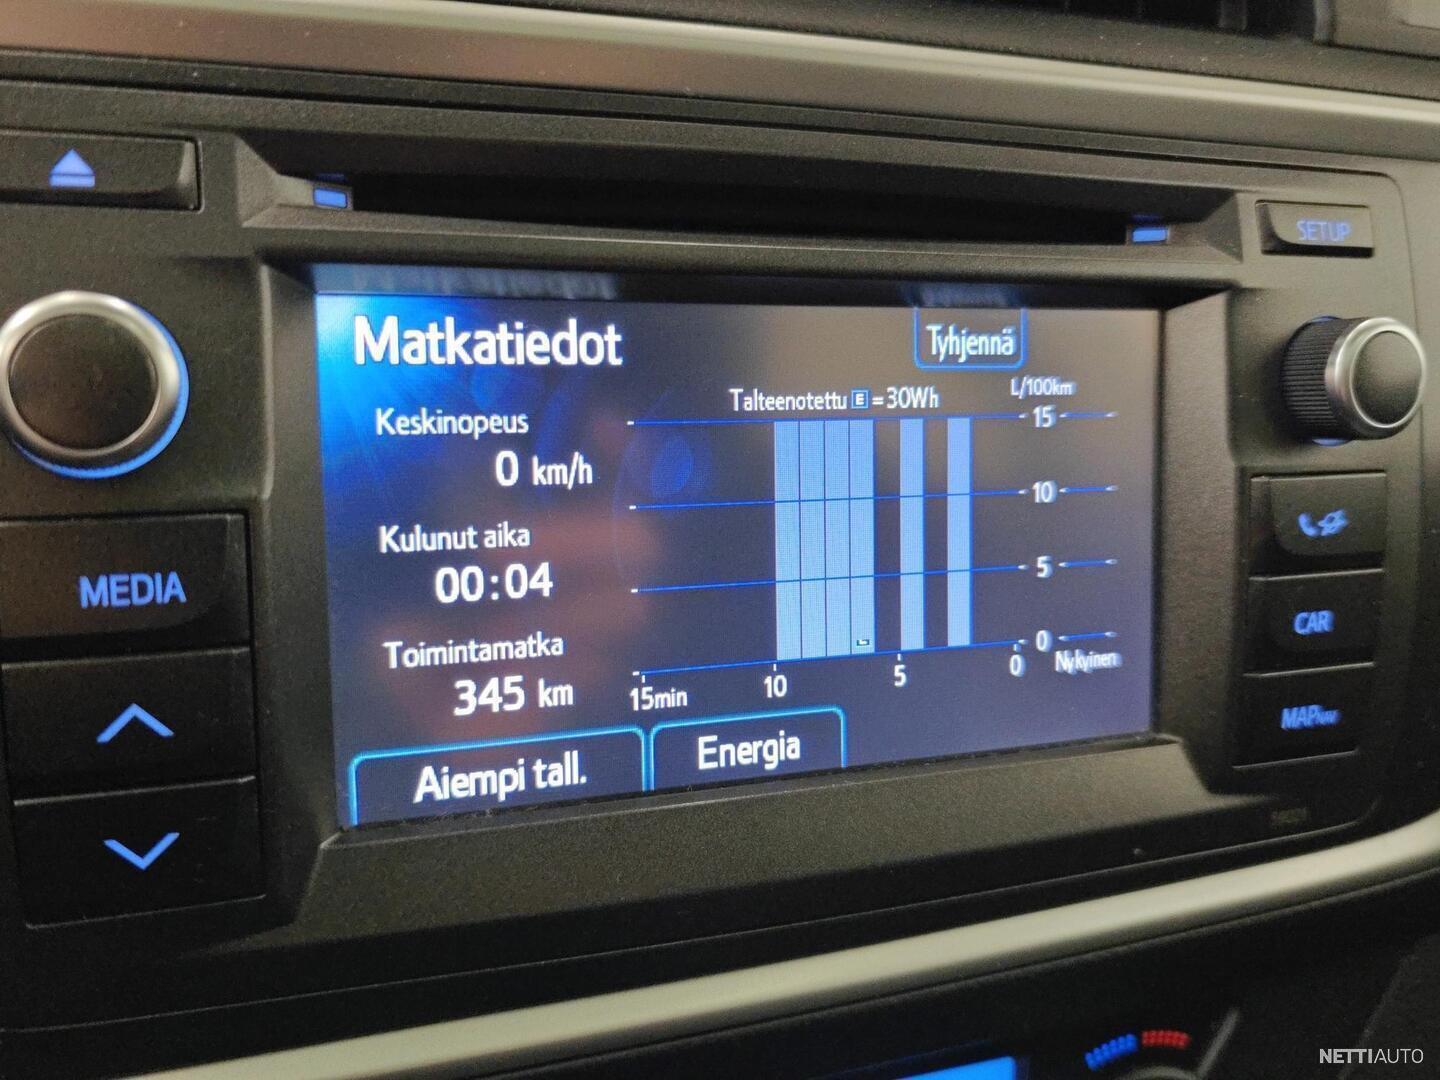 SETUP
Matkatiedot
Tyhjennä
Talteenotettu E = 30Wh
L/100km
Keskinopeus
0 km/h
Kulunut aika
00:04
Toimintamatka
345 km
15
10
5
0
15min
10
5
0
Nykyinen
Aiempi tall.
Energia
MEDIA
CAR
MAP NAV
NETTIAUTO